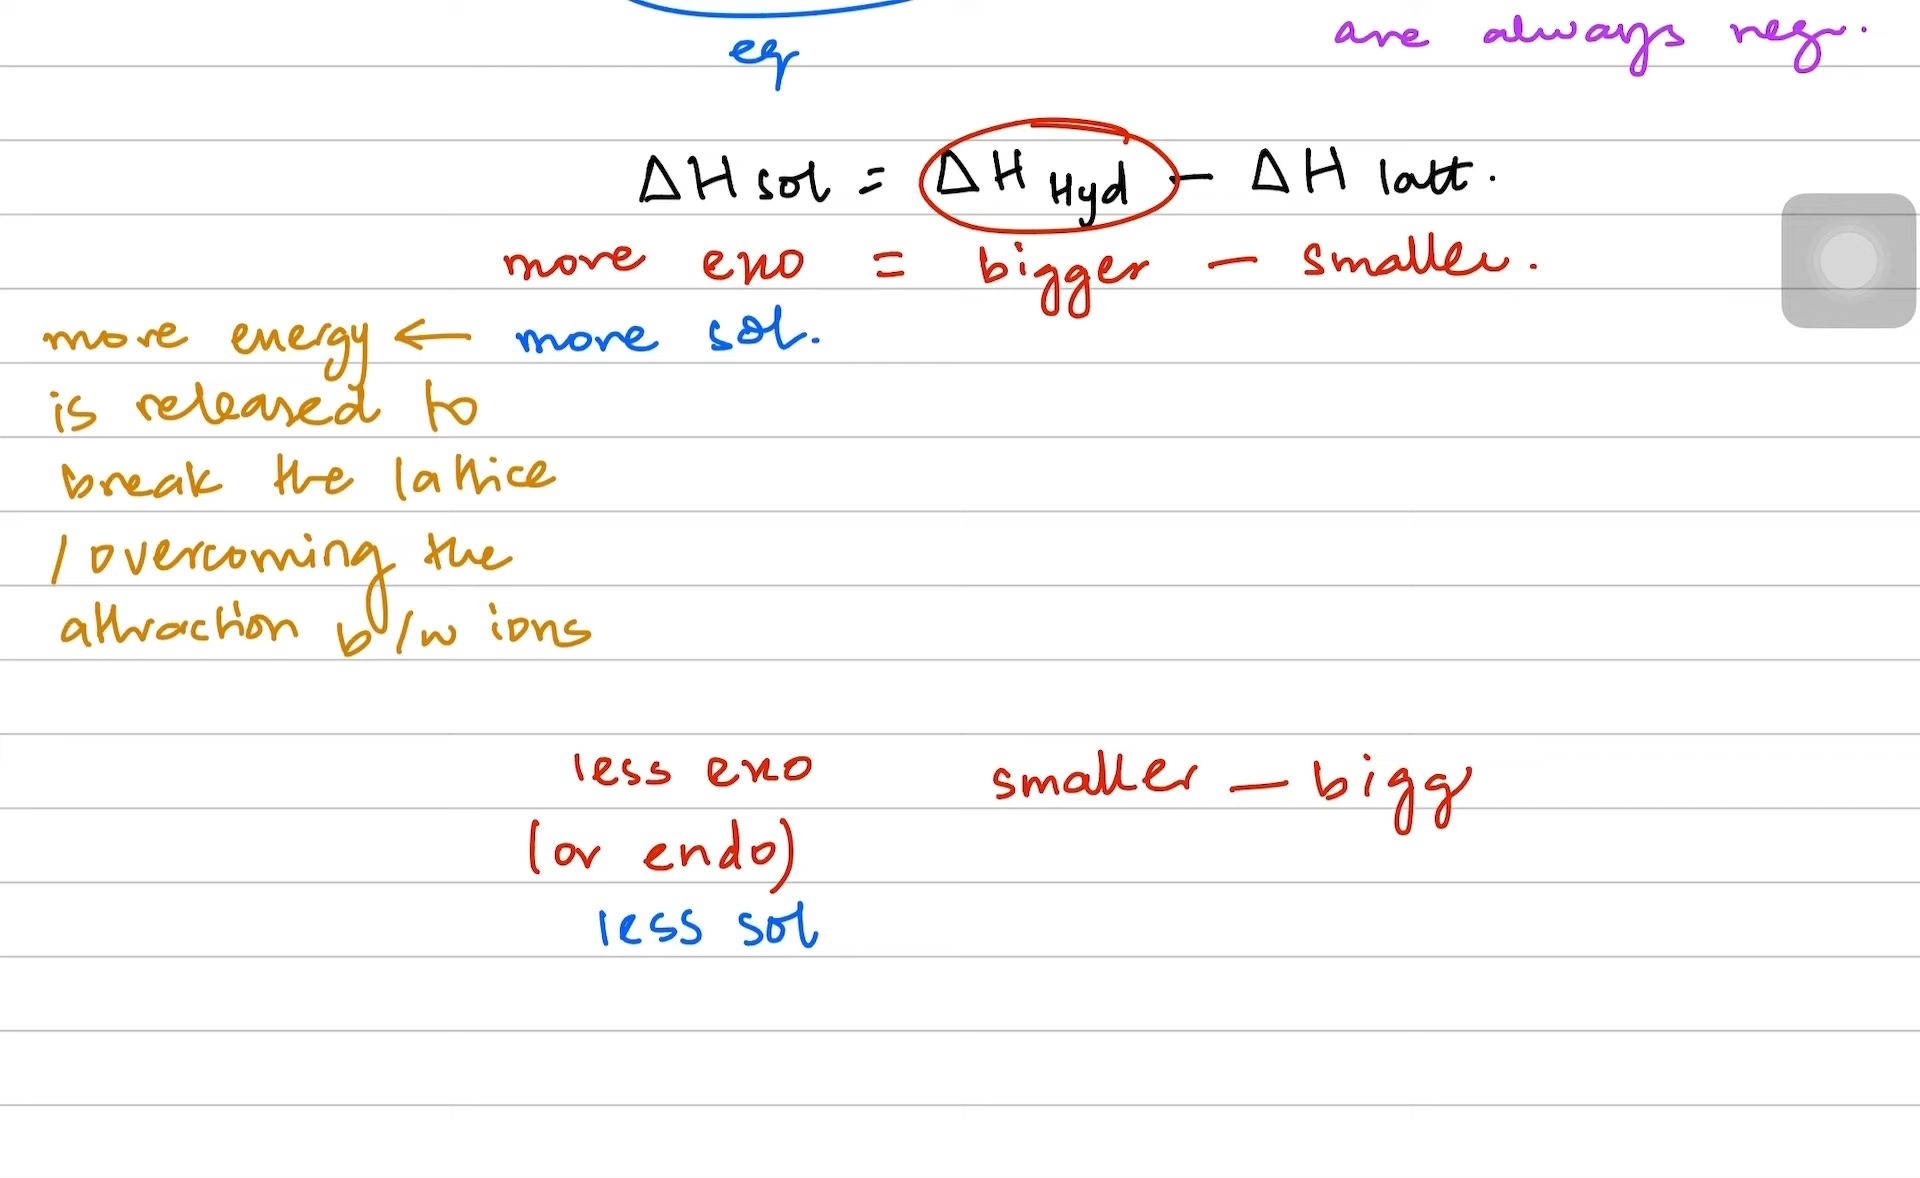 eq
are always neg.
ΔH sol = ΔH Hyd - ΔH latt.
more exo = bigger - smaller.
more energy ← more sol.
is released to
break the lattice
/ overcoming the
attraction b/w ions
less exo smaller - bigg
(or endo)
less sol